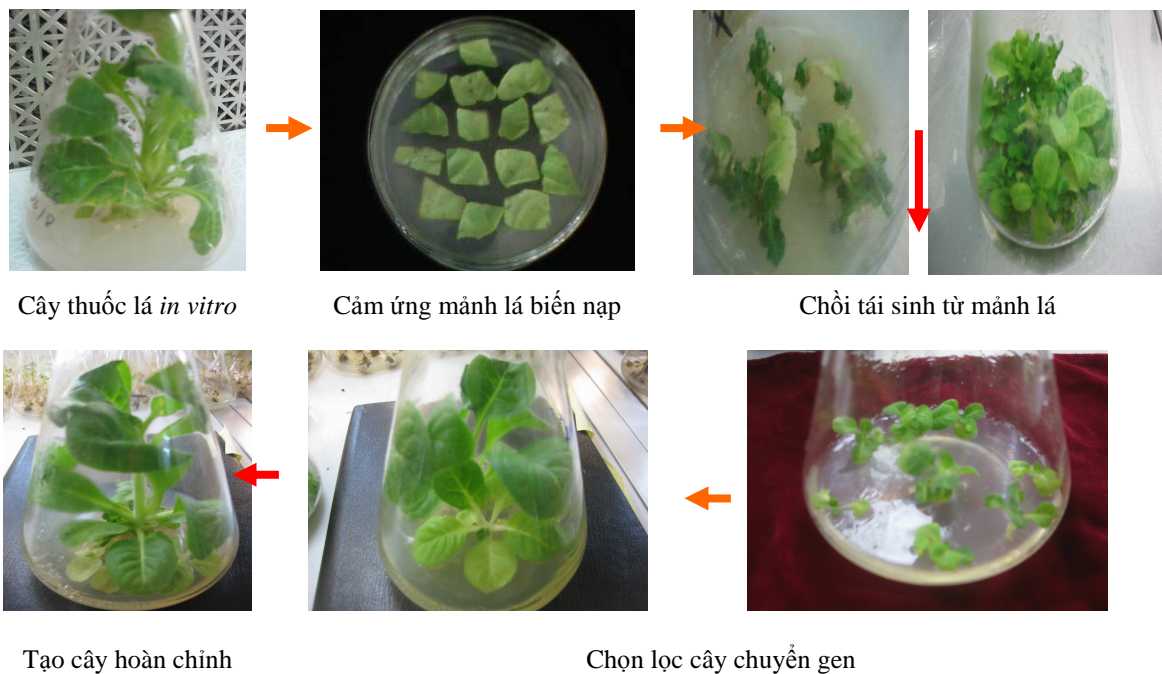 Cây thuốc lá in vitro
Cảm ứng mảnh lá biến nạp
Chồi tái sinh từ mảnh lá
Tạo cây hoàn chỉnh
Chọn lọc cây chuyển gen